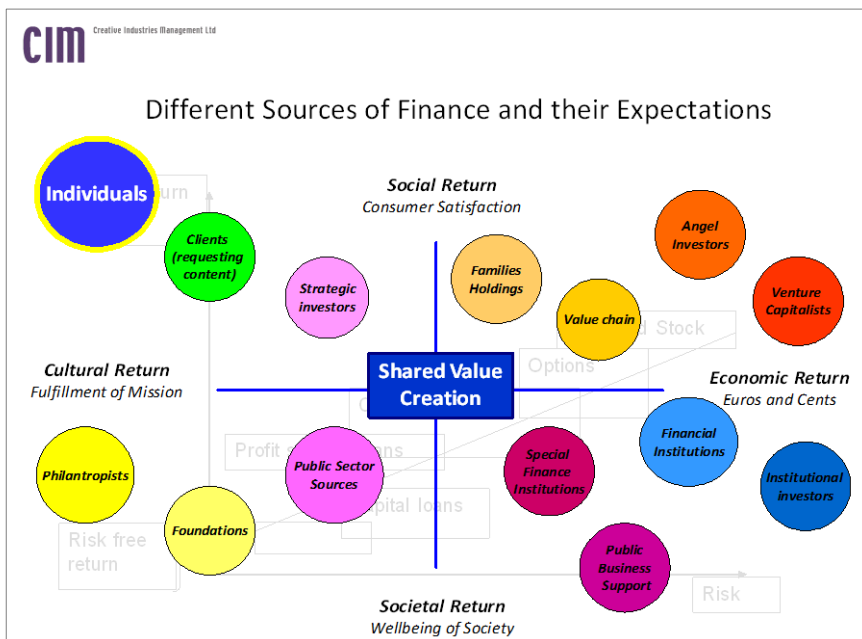 CIM
Creative Industries Management Ltd
Different Sources of Finance and their Expectations
Individuals
Clients
(requesting
content)
Strategic
investors
Social Return
Consumer Satisfaction
Families
Holdings
Angel
Investors
Value chain
Venture
Capitalists
Stock
Options
Cultural Return
Fulfillment of Mission
Shared Value
Creation
Economic Return
Euros and Cents
Philantropists
Foundations
Profit
Public Sector
Sources
Special
Finance
Institutions
Financial
Institutions
Institutional
investors
loans
Risk free
return
Public
Business
Support
Risk
Societal Return
Wellbeing of Society